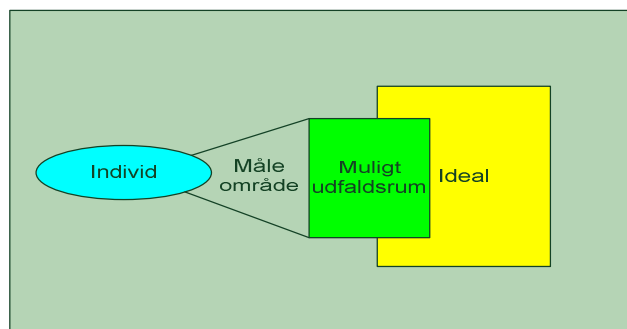 Individ
Måle
område
Muligt
udfaldsrum
Ideal